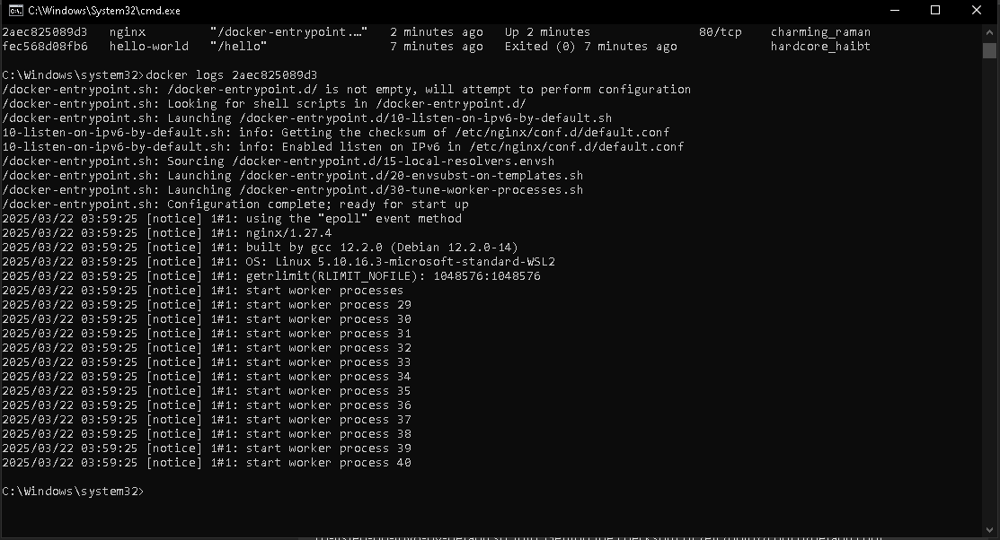 C:\Windows\System32\cmd.exe
2aec825089d3   nginx         "/docker-entrypoint.…"   2 minutes ago   Up 2 minutes               80/tcp    charming_raman
fec568d08fb6   hello-world   "/hello"                 7 minutes ago   Exited (0) 7 minutes ago             hardcore_haibt
C:\Windows\system32>docker logs 2aec825089d3
/docker-entrypoint.sh: /docker-entrypoint.d/ is not empty, will attempt to perform configuration
/docker-entrypoint.sh: Looking for shell scripts in /docker-entrypoint.d/
/docker-entrypoint.sh: Launching /docker-entrypoint.d/10-listen-on-ipv6-by-default.sh
10-listen-on-ipv6-by-default.sh: info: Getting the checksum of /etc/nginx/conf.d/default.conf
10-listen-on-ipv6-by-default.sh: info: Enabled listen on IPv6 in /etc/nginx/conf.d/default.conf
/docker-entrypoint.sh: Sourcing /docker-entrypoint.d/15-local-resolvers.envsh
/docker-entrypoint.sh: Launching /docker-entrypoint.d/20-envsubst-on-templates.sh
/docker-entrypoint.sh: Launching /docker-entrypoint.d/30-tune-worker-processes.sh
/docker-entrypoint.sh: Configuration complete; ready for start up
2025/03/22 03:59:25 [notice] 1#1: using the "epoll" event method
2025/03/22 03:59:25 [notice] 1#1: nginx/1.27.4
2025/03/22 03:59:25 [notice] 1#1: built by gcc 12.2.0 (Debian 12.2.0-14)
2025/03/22 03:59:25 [notice] 1#1: OS: Linux 5.10.16.3-microsoft-standard-WSL2
2025/03/22 03:59:25 [notice] 1#1: getrlimit(RLIMIT_NOFILE): 1048576:1048576
2025/03/22 03:59:25 [notice] 1#1: start worker processes
2025/03/22 03:59:25 [notice] 1#1: start worker process 29
2025/03/22 03:59:25 [notice] 1#1: start worker process 30
2025/03/22 03:59:25 [notice] 1#1: start worker process 31
2025/03/22 03:59:25 [notice] 1#1: start worker process 32
2025/03/22 03:59:25 [notice] 1#1: start worker process 33
2025/03/22 03:59:25 [notice] 1#1: start worker process 34
2025/03/22 03:59:25 [notice] 1#1: start worker process 35
2025/03/22 03:59:25 [notice] 1#1: start worker process 36
2025/03/22 03:59:25 [notice] 1#1: start worker process 37
2025/03/22 03:59:25 [notice] 1#1: start worker process 38
2025/03/22 03:59:25 [notice] 1#1: start worker process 39
2025/03/22 03:59:25 [notice] 1#1: start worker process 40
C:\Windows\system32>